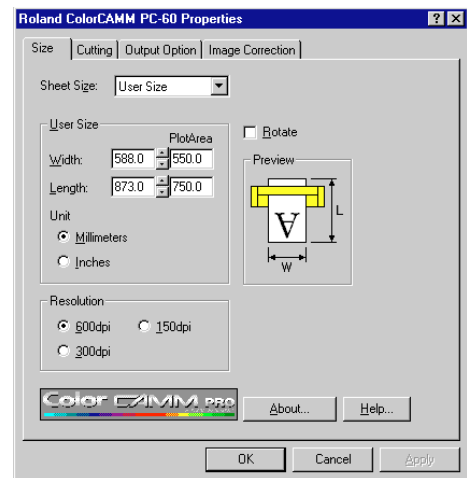 Roland ColorCAMM PC-60 Properties
Size Cutting Output Option Image Correction
Sheet Size: User Size
User Size
PlotArea
Width: 588.0 550.0
Length: 873.0 750.0
Unit
Millimeters
Inches
Rotate
Preview
A
L
W
Resolution
600dpi 150dpi
300dpi
Color CAMM PRO
About... Help...
OK Cancel Apply